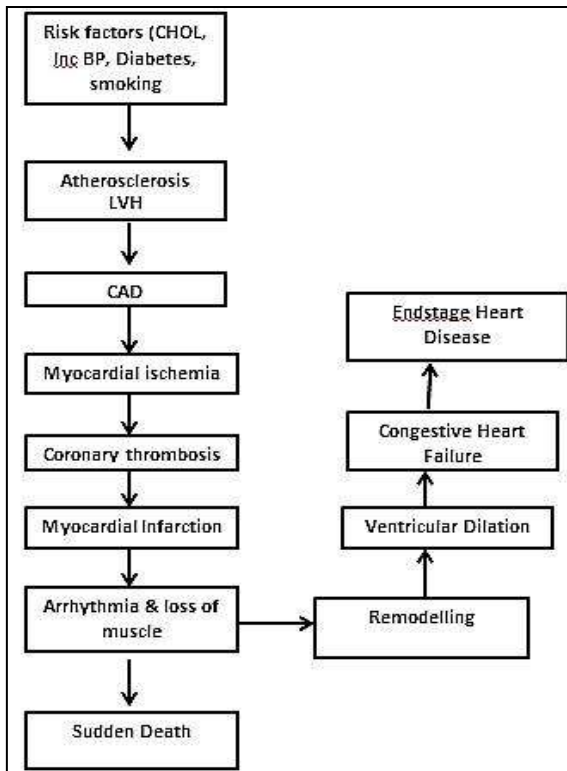 Risk factors (CHOL,
Inc BP, Diabetes,
smoking
Atherosclerosis
LVH
CAD
Myocardial ischemia
Coronary thrombosis
Myocardial Infarction
Arrhythmia & loss of
muscle
Sudden Death
Remodelling
Ventricular Dilation
Congestive Heart
Failure
Endstage Heart
Disease